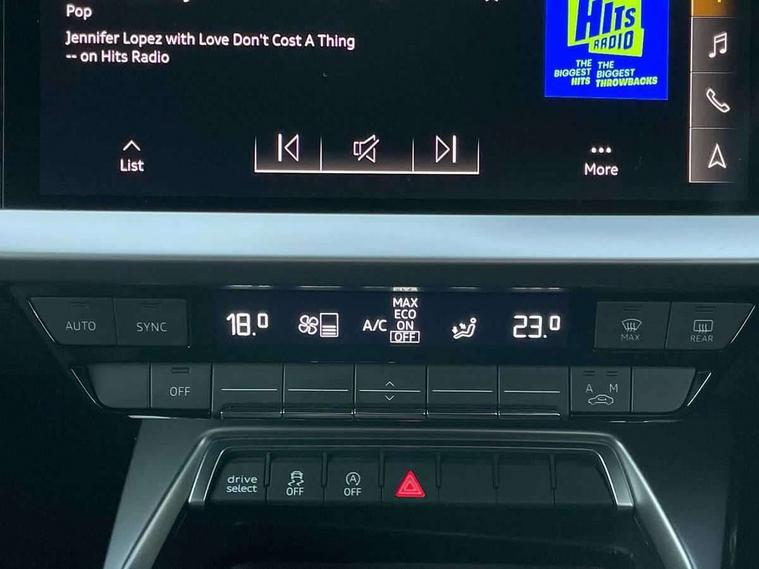 Pop
Jennifer Lopez with Love Don't Cost A Thing
-- on Hits Radio
HITS
RADIO
THE BIGGEST HITS
THE BIGGEST THROWBACKS
List
More
AUTO
SYNC
18.0
A/C
MAX
ECO
ON
OFF
23.0
MAX
REAR
OFF
A M
drive
select
OFF
A
OFF